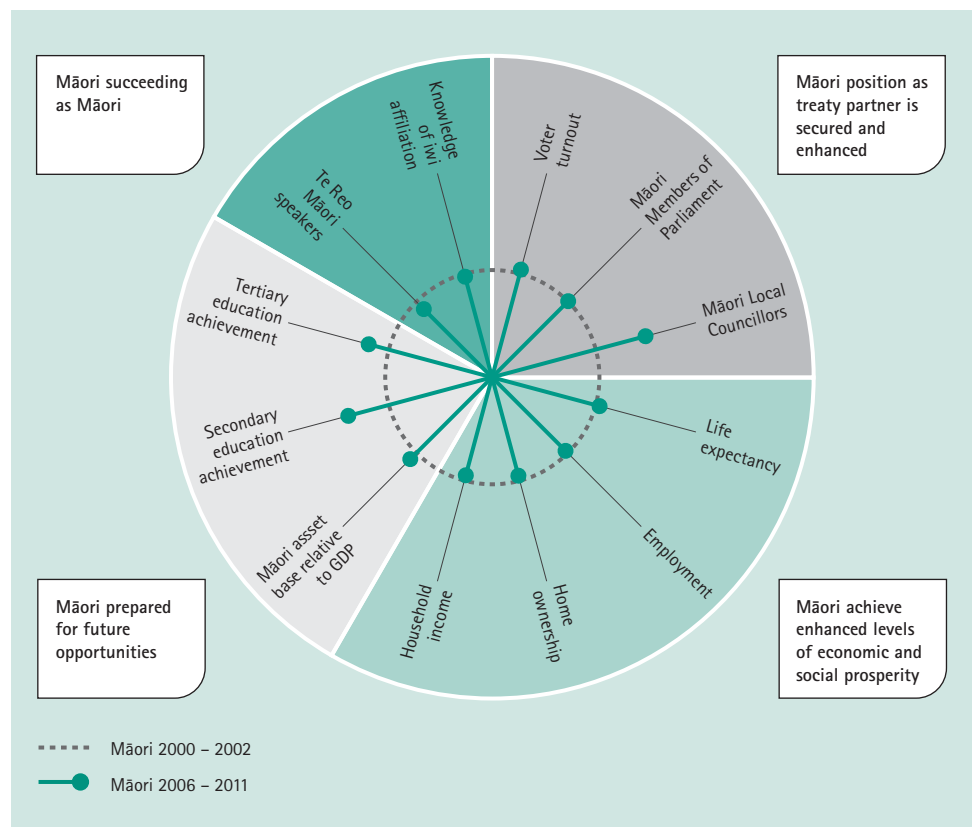 Māori succeeding
as Māori
Māori position as
treaty partner is
secured and
enhanced
Knowledge
of iwi
affiliation
Te Reo
Māori
speakers
Voter
turnout
Māori
Members of
Parliament
Māori Local
Councillors
Tertiary
education
achievement
Secondary
education
achievement
Māori assset
base relative
to GDP
Household
income
Home
ownership
Employment
Life
expectancy
Māori prepared
for future
opportunities
Māori achieve
enhanced levels
of economic and
social prosperity
Māori 2000 – 2002
Māori 2006 – 2011